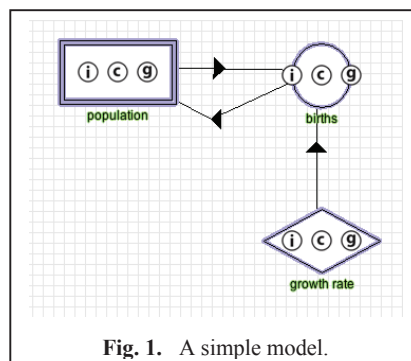 i c g
population
i c g
births
i c g
growth rate
Fig. 1. A simple model.